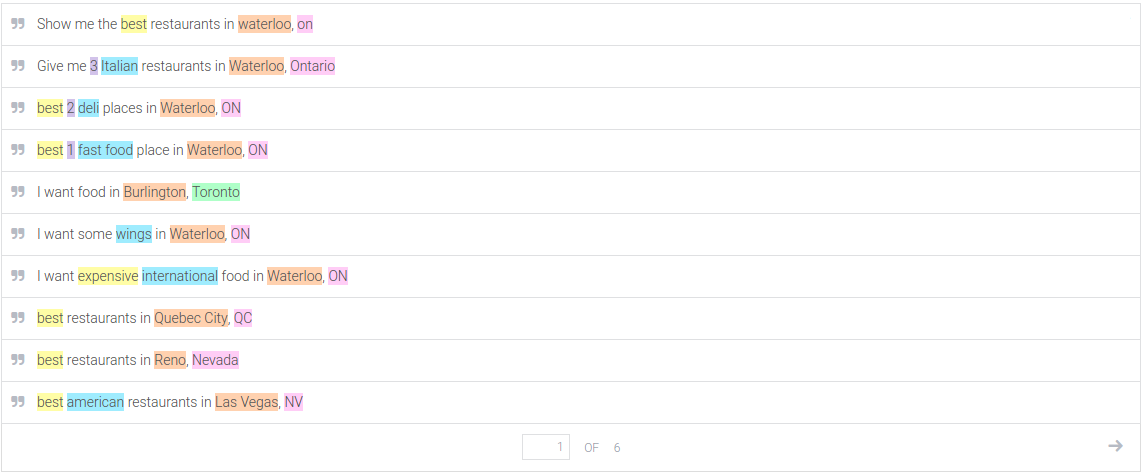 Show me the best restaurants in waterloo, on
Give me 3 Italian restaurants in Waterloo, Ontario
best 2 deli places in Waterloo, ON
best 1 fast food place in Waterloo, ON
I want food in Burlington, Toronto
I want some wings in Waterloo, ON
I want expensive international food in Waterloo, ON
best restaurants in Quebec City, QC
best restaurants in Reno, Nevada
best american restaurants in Las Vegas, NV
1 OF 6